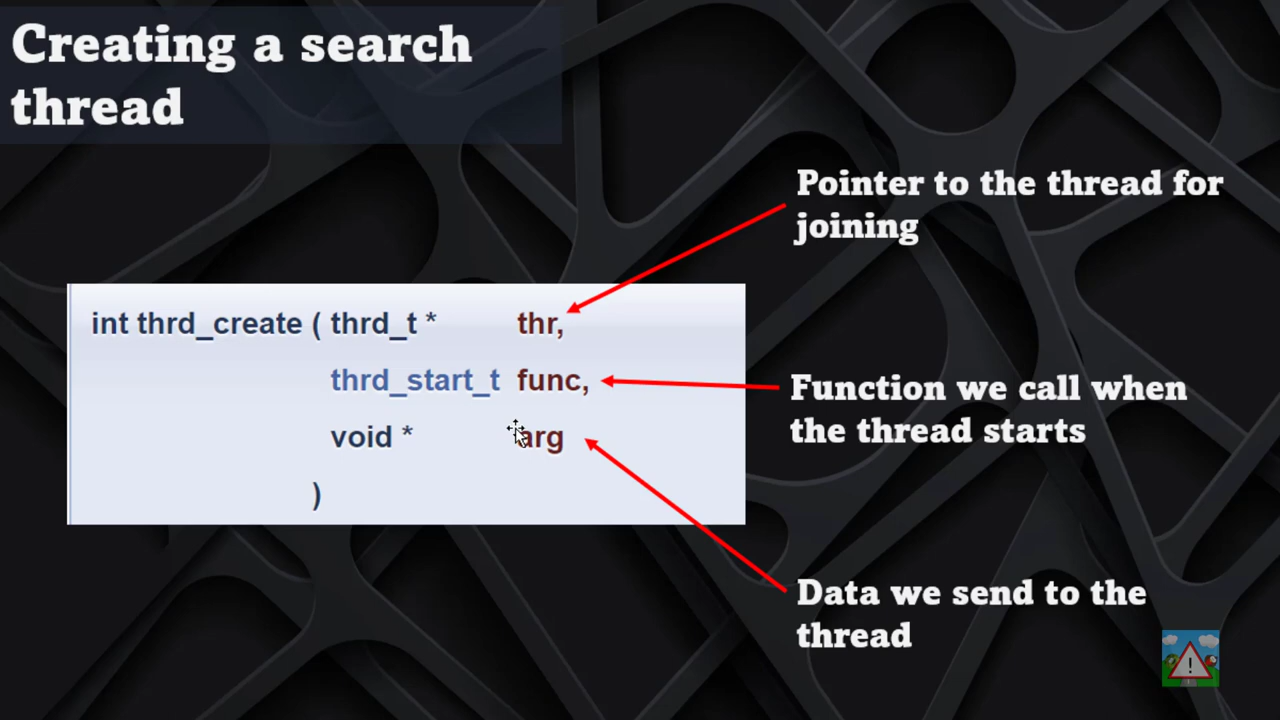 Creating a search
thread
Pointer to the thread for
joining
int thrd_create ( thrd_t * thr,
thrd_start_t func,
void * arg
)
Function we call when
the thread starts
Data we send to the
thread